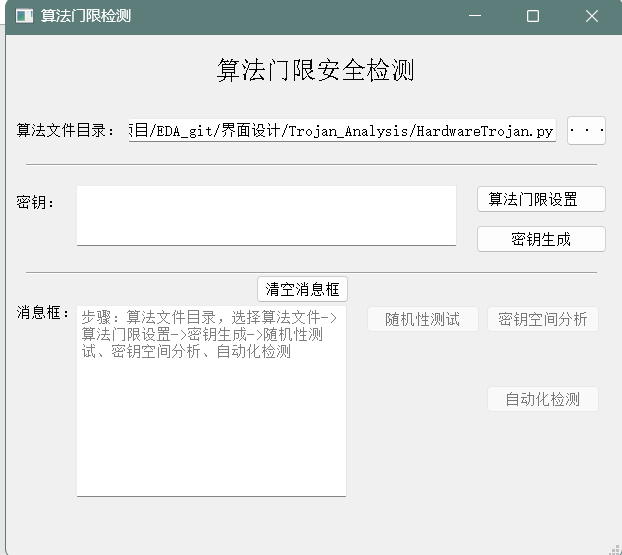 算法门限检测
算法门限安全检测
算法文件目录：
项目/EDA_git/界面设计/Trojan_Analysis/HardwareTrojan.py
...
密钥：
算法门限设置
密钥生成
清空消息框
消息框：
步骤：算法文件目录，选择算法文件->
算法门限设置->密钥生成->随机性测
试、密钥空间分析、自动化检测
随机性测试
密钥空间分析
自动化检测